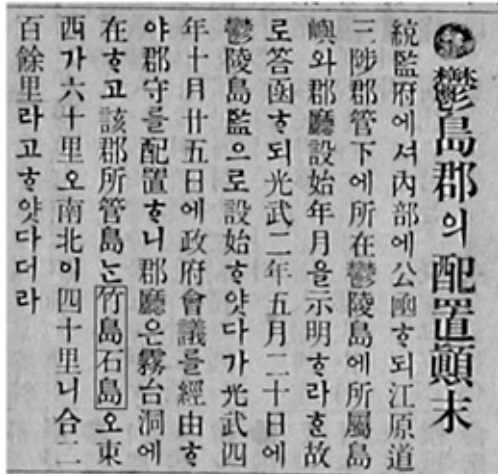 鬱島郡의 配置顛末
統監府에셔內部에公凾ᄒᆞ되江原道
三陟郡管下에所在鬱陵島에所屬島
嶼와郡廳設始年月을示明ᄒᆞ라ᄒᆞᆫ故
로答函ᄒᆞ되光武二年五月二十日에
鬱陵島監으로設始ᄒᆞ얏다가光武四
年十月廿五日에政府會議를經由ᄒᆞ
야郡守를配置ᄒᆞ니郡廳은霧台洞에
在ᄒᆞ고該郡所管島ᄂᆞᆫ竹島石島오東
西가六十里오南北이四十里니合二
百餘里라고ᄒᆞ얏다더라